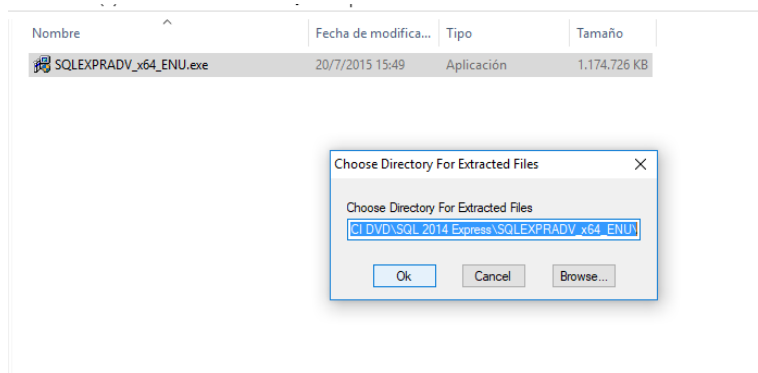 Nombre Fecha de modifica... Tipo Tamaño
SQLEXPRADV_x64_ENU.exe 20/7/2015 15:49 Aplicación 1.174.726 KB
Choose Directory For Extracted Files
Choose Directory For Extracted Files
CI DVD\SQL 2014 Express\SQLEXPRADV_x64_ENU\
Ok Cancel Browse...